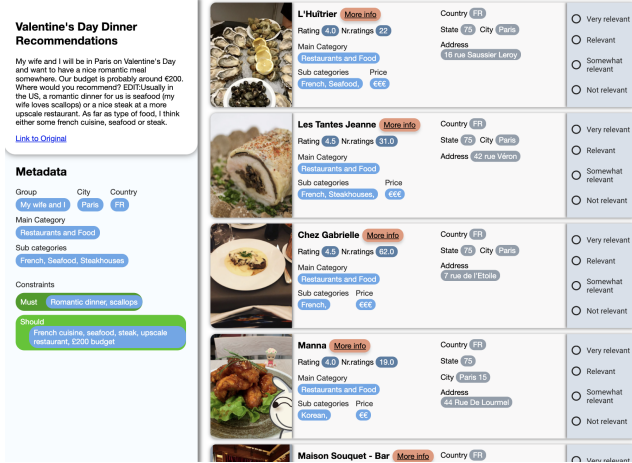 Valentine's Day Dinner
Recommendations
My wife and I will be in Paris on Valentine's Day
and want to have a nice romantic meal
somewhere. Our budget is probably around €200.
Where would you recommend? EDIT:Usually in
the US, a romantic dinner for us is seafood (my
wife loves scallops) or a nice steak at a more
upscale restaurant. As far as type of food, I think
either some french cuisine, seafood or steak.
Link to Original
Metadata
Group City Country
My wife and I Paris FR
Main Category
Restaurants and Food
Sub categories
French, Seafood, Steakhouses
Constraints
Must Romantic dinner, scallops
Should
French cuisine, seafood, steak, upscale
restaurant, £200 budget
L'Huîtrier More info
Rating 4.0 Nr.ratings 22
Main Category
Restaurants and Food
Sub categories Price
French, Seafood, €€€
Country FR
State 75 City Paris
Address
16 rue Saussier Leroy
Very relevant
Relevant
Somewhat
relevant
Not relevant
Les Tantes Jeanne More info
Rating 4.5 Nr.ratings 31.0
Main Category
Restaurants and Food
Sub categories Price
French, Steakhouses, €€€
Country FR
State 75 City Paris
Address 42 rue Véron
Very relevant
Relevant
Somewhat
relevant
Not relevant
Chez Gabrielle More info
Rating 4.5 Nr.ratings 62.0
Main Category
Restaurants and Food
Sub categories Price
French, €€
Country FR
State 75 City Paris
Address
7 rue de l'Etoile
Very relevant
Relevant
Somewhat
relevant
Not relevant
Manna More info
Rating 4.0 Nr.ratings 19.0
Main Category
Restaurants and Food
Sub categories Price
Korean, €€
Country FR
State 75
City Paris 15
Address
44 Rue De Lourmel
Very relevant
Relevant
Somewhat
relevant
Not relevant
Maison Souquet - Bar More info
Country FR
Very relevant